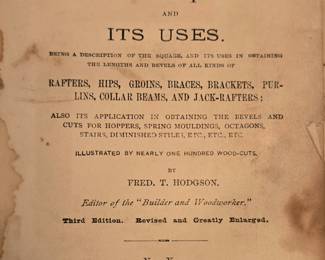 AND
ITS USES.
BEING A DESCRIPTION OF THE SQUARE, AND ITS USES IN OBTAINING
THE LENGTHS AND BEVELS OF ALL KINDS OF
RAFTERS, HIPS, GROINS, BRACES, BRACKETS, PUR-
LINS, COLLAR BEAMS, AND JACK-RAFTERS;
ALSO ITS APPLICATION IN OBTAINING THE BEVELS AND
CUTS FOR HOPPERS, SPRING MOULDINGS, OCTAGONS,
STAIRS, DIMINISHED STILES, ETC., ETC., ETC.
ILLUSTRATED BY NEARLY ONE HUNDRED WOOD-CUTS.
BY
FRED. T. HODGSON,
Editor of the "Builder and Woodworker."
Third Edition. Revised and Greatly Enlarged.